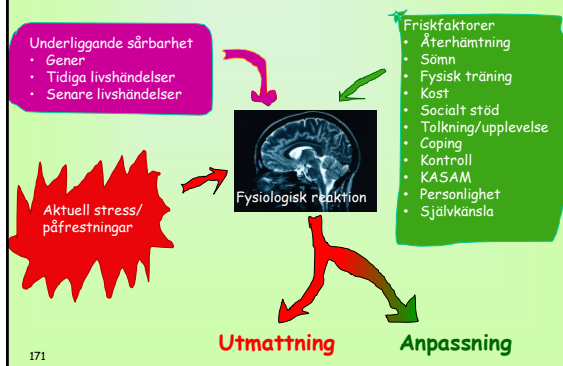 Underliggande sårbarhet
• Gener
• Tidiga livshändelser
• Senare livshändelser
Friskfaktorer
• Återhämtning
• Sömn
• Fysisk träning
• Kost
• Socialt stöd
• Tolkning/upplevelse
• Coping
• Kontroll
• KASAM
• Personlighet
• Självkänsla
Aktuell stress/
påfrestningar
Fysiologisk reaktion
Utmattning
Anpassning
171